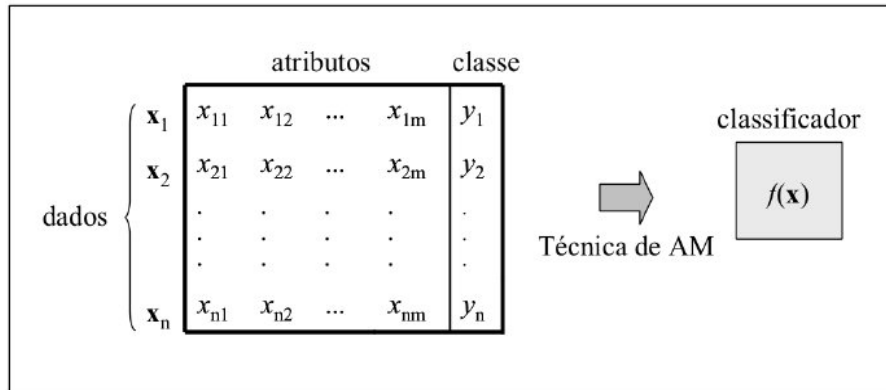 atributos classe
x₁ x₁₁ x₁₂ ... x₁ₘ y₁
classificador
x₂ x₂₁ x₂₂ ... x₂ₘ y₂
f(x)
dados . . . . .
. . . . .
Técnica de AM
. . . . .
xₙ xₙ₁ xₙ₂ ... xₙₘ yₙ